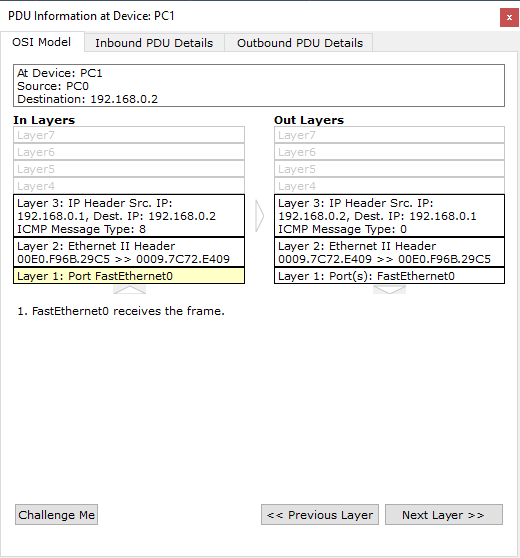 PDU Information at Device: PC1
x
OSI Model
Inbound PDU Details
Outbound PDU Details
At Device: PC1
Source: PC0
Destination: 192.168.0.2
In Layers
Layer7
Layer6
Layer5
Layer4
Layer 3: IP Header Src. IP:
192.168.0.1, Dest. IP: 192.168.0.2
ICMP Message Type: 8
Layer 2: Ethernet II Header
00E0.F96B.29C5 >> 0009.7C72.E409
Layer 1: Port FastEthernet0
Out Layers
Layer7
Layer6
Layer5
Layer4
Layer 3: IP Header Src. IP:
192.168.0.2, Dest. IP: 192.168.0.1
ICMP Message Type: 0
Layer 2: Ethernet II Header
0009.7C72.E409 >> 00E0.F96B.29C5
Layer 1: Port(s): FastEthernet0
1. FastEthernet0 receives the frame.
Challenge Me
<< Previous Layer
Next Layer >>